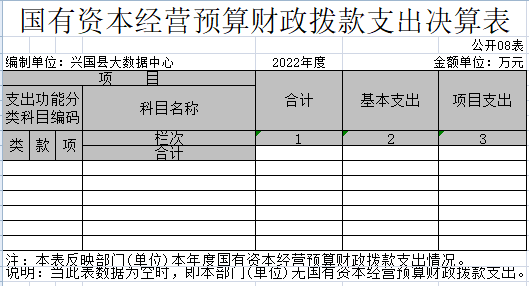 国有资本经营预算财政拨款支出决算表
公开08表
编制单位：兴国县大数据中心 2022年度 金额单位：万元
项 目 合计 基本支出 项目支出
支出功能分类科目编码 科目名称
类 款 项 栏次 1 2 3
合计
注：本表反映部门(单位)本年度国有资本经营预算财政拨款支出情况。
说明：当此表数据为空时，即本部门(单位)无国有资本经营预算财政拨款支出。